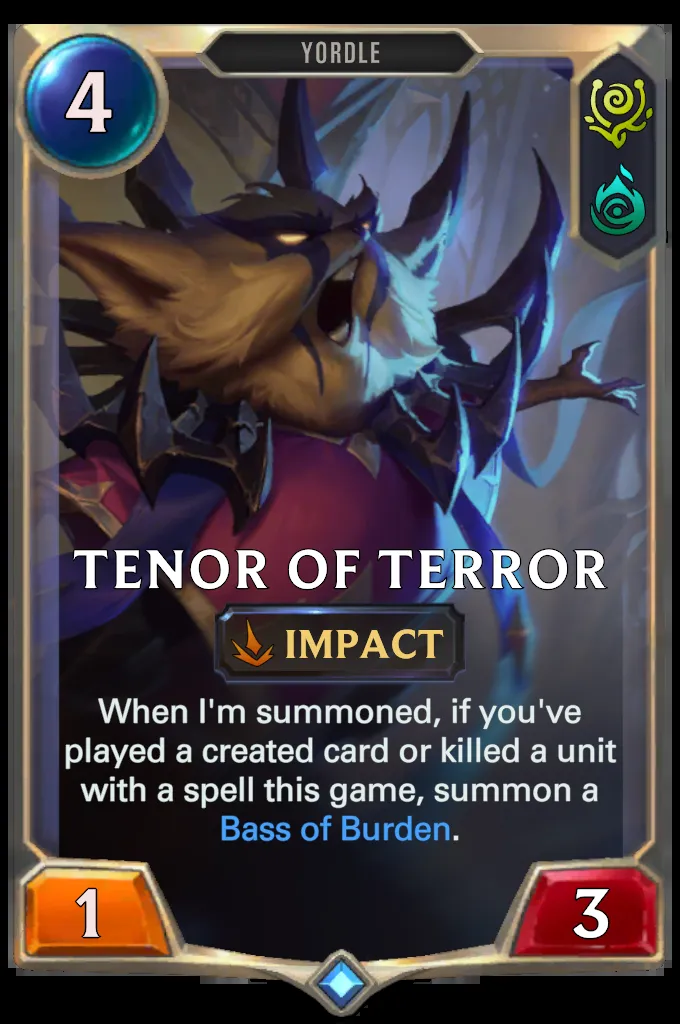 YORDLE
4
TENOR OF TERROR
IMPACT
When I'm summoned, if you've
played a created card or killed a unit
with a spell this game, summon a
Bass of Burden.
1
3